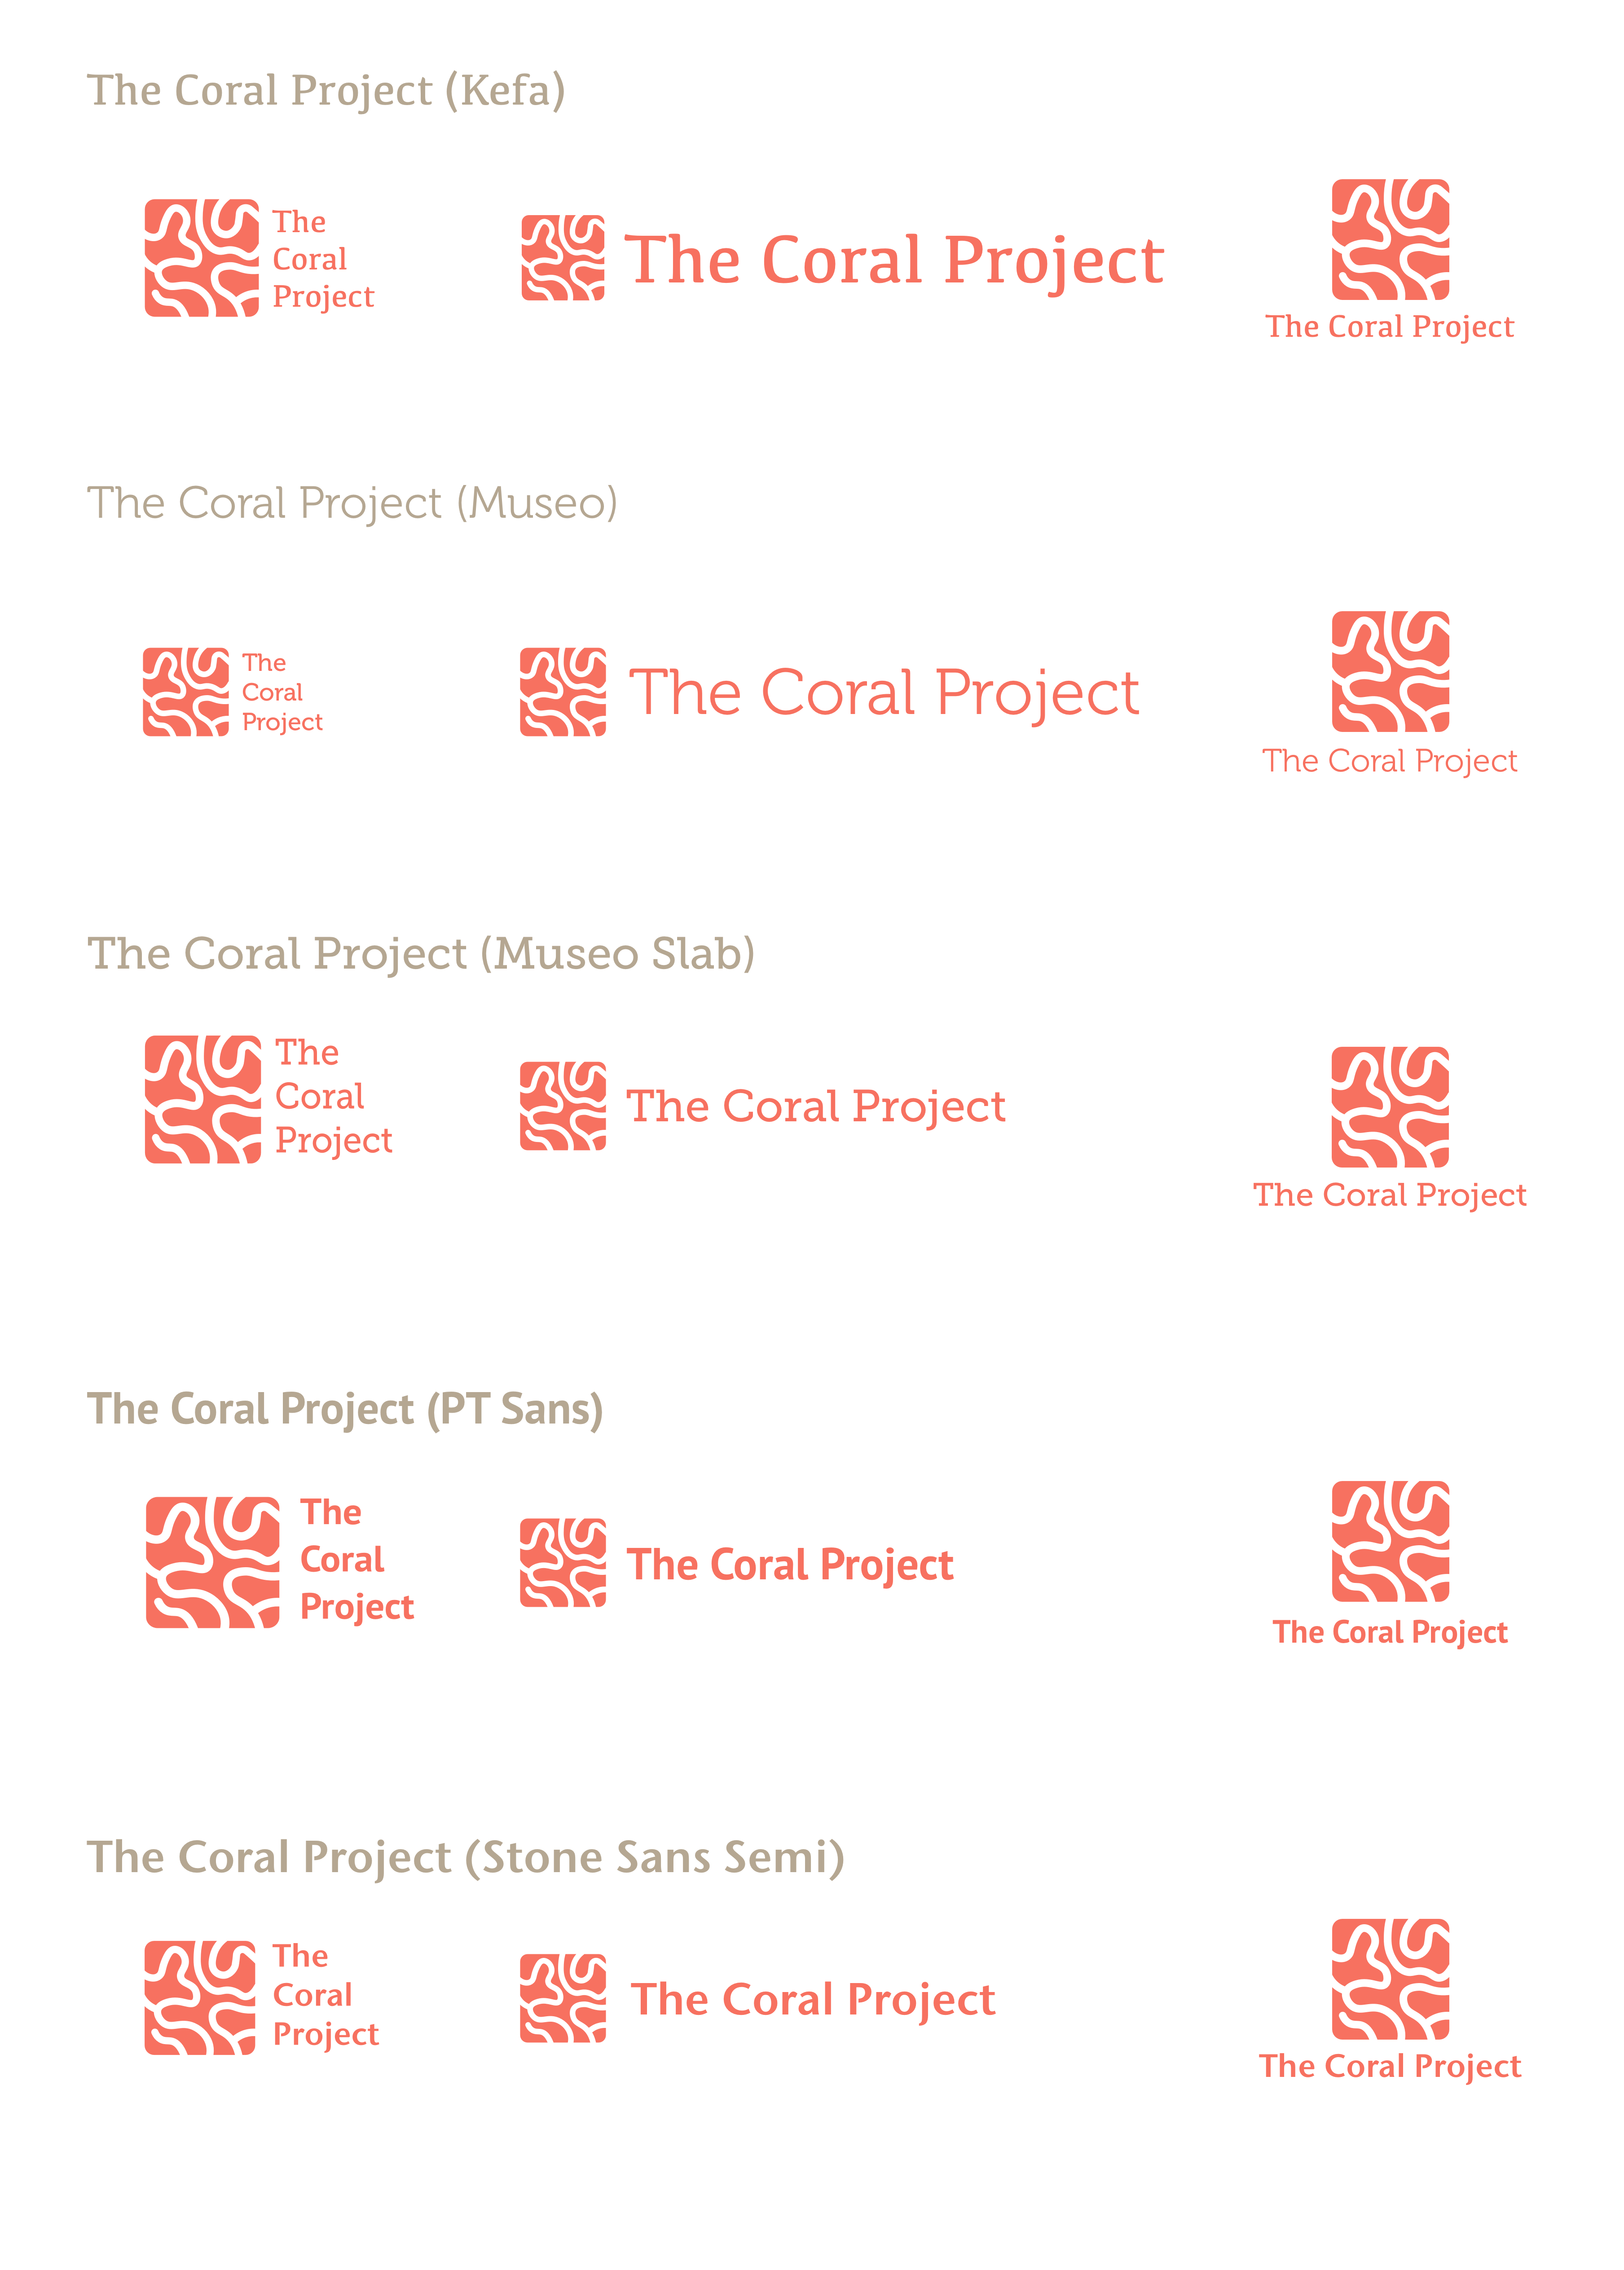 The Coral Project (Kefa)
The
Coral
Project
The Coral Project
The Coral Project
The Coral Project (Museo)
The
Coral
Project
The Coral Project
The Coral Project
The Coral Project (Museo Slab)
The
Coral
Project
The Coral Project
The Coral Project
The Coral Project (PT Sans)
The
Coral
Project
The Coral Project
The Coral Project
The Coral Project (Stone Sans Semi)
The
Coral
Project
The Coral Project
The Coral Project